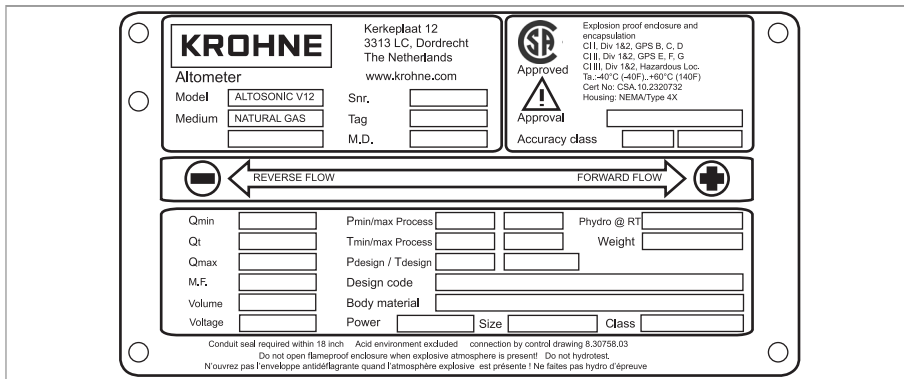 KROHNE
Kerkeplaat 12
3313 LC, Dordrecht
The Netherlands
www.krohne.com
Altometer
Model ALTOSONIC V12
Medium NATURAL GAS
Snr.
Tag
M.D.
CSA
Approved
Approval
Explosion proof enclosure and
encapsulation
Cl I, Div 1&2, GPS B, C, D
Cl II, Div 1&2, GPS E, F, G
Cl III, Div 1&2, Hazardous Loc.
Ta.:-40°C (-40F)..+60°C (140F)
Cert No: CSA.10.2320732
Housing: NEMA/Type 4X
Accuracy class
REVERSE FLOW FORWARD FLOW
Qmin Pmin/max Process Phydro @ RT
Qt Tmin/max Process Weight
Qmax Pdesign / Tdesign
M.F. Design code
Volume Body material
Voltage Power Size Class
Conduit seal required within 18 inch Acid environment excluded connection by control drawing 8.30758.03
Do not open flameproof enclosure when explosive atmosphere is present! Do not hydrotest.
N'ouvrez pas l'enveloppe antidéflagrante quand l'atmosphère explosive est présente ! Ne faites pas hydro d'épreuve